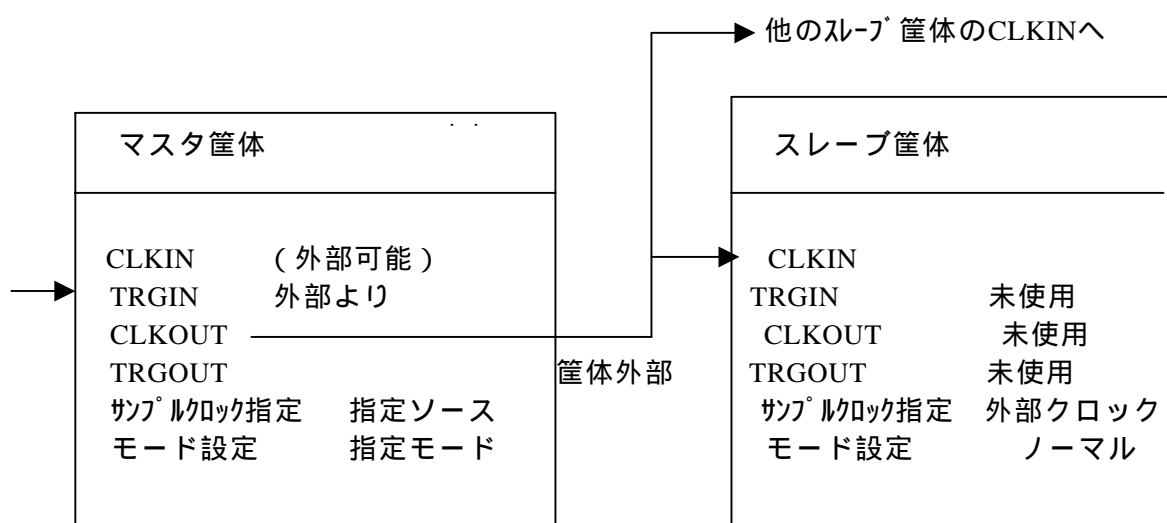 他のスレーブ筐体のCLKINへ
マスタ筐体
CLKIN (外部可能)
TRGIN 外部より
CLKOUT
TRGOUT
サンプルクロック指定 指定ソース
モード設定 指定モード
筐体外部
スレーブ筐体
CLKIN
TRGIN 未使用
CLKOUT 未使用
TRGOUT 未使用
サンプルクロック指定 外部クロック
モード設定 ノーマル